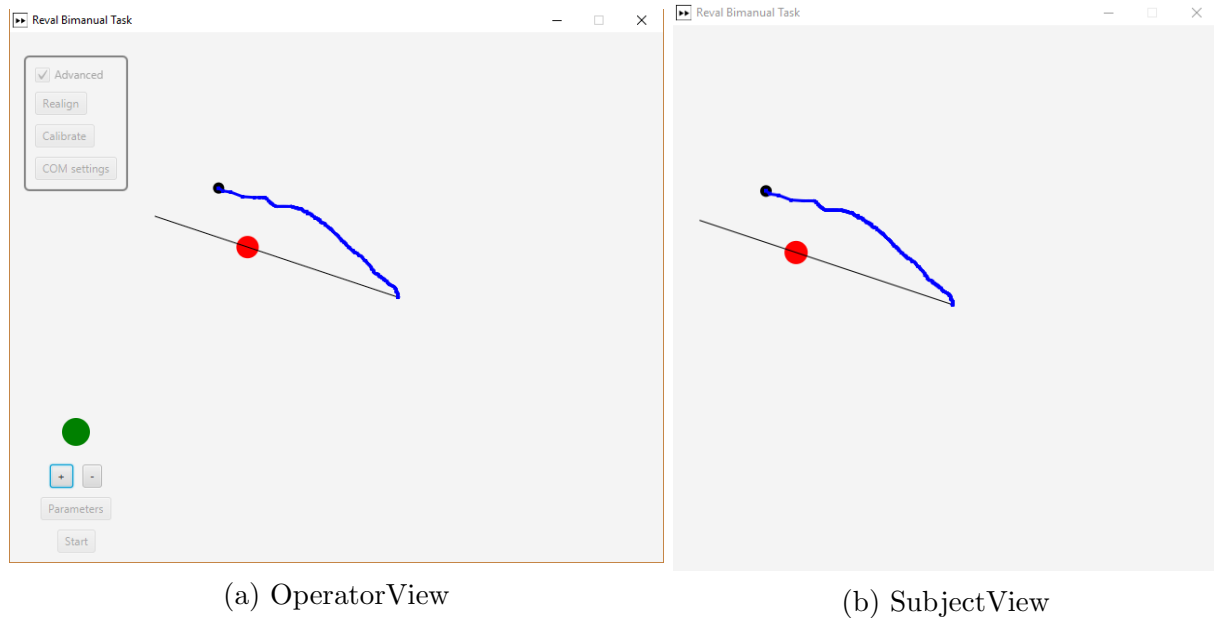 Reval Bimanual Task
Advanced
Realign
Calibrate
COM settings
+ -
Parameters
Start
(a) OperatorView
Reval Bimanual Task
(b) SubjectView